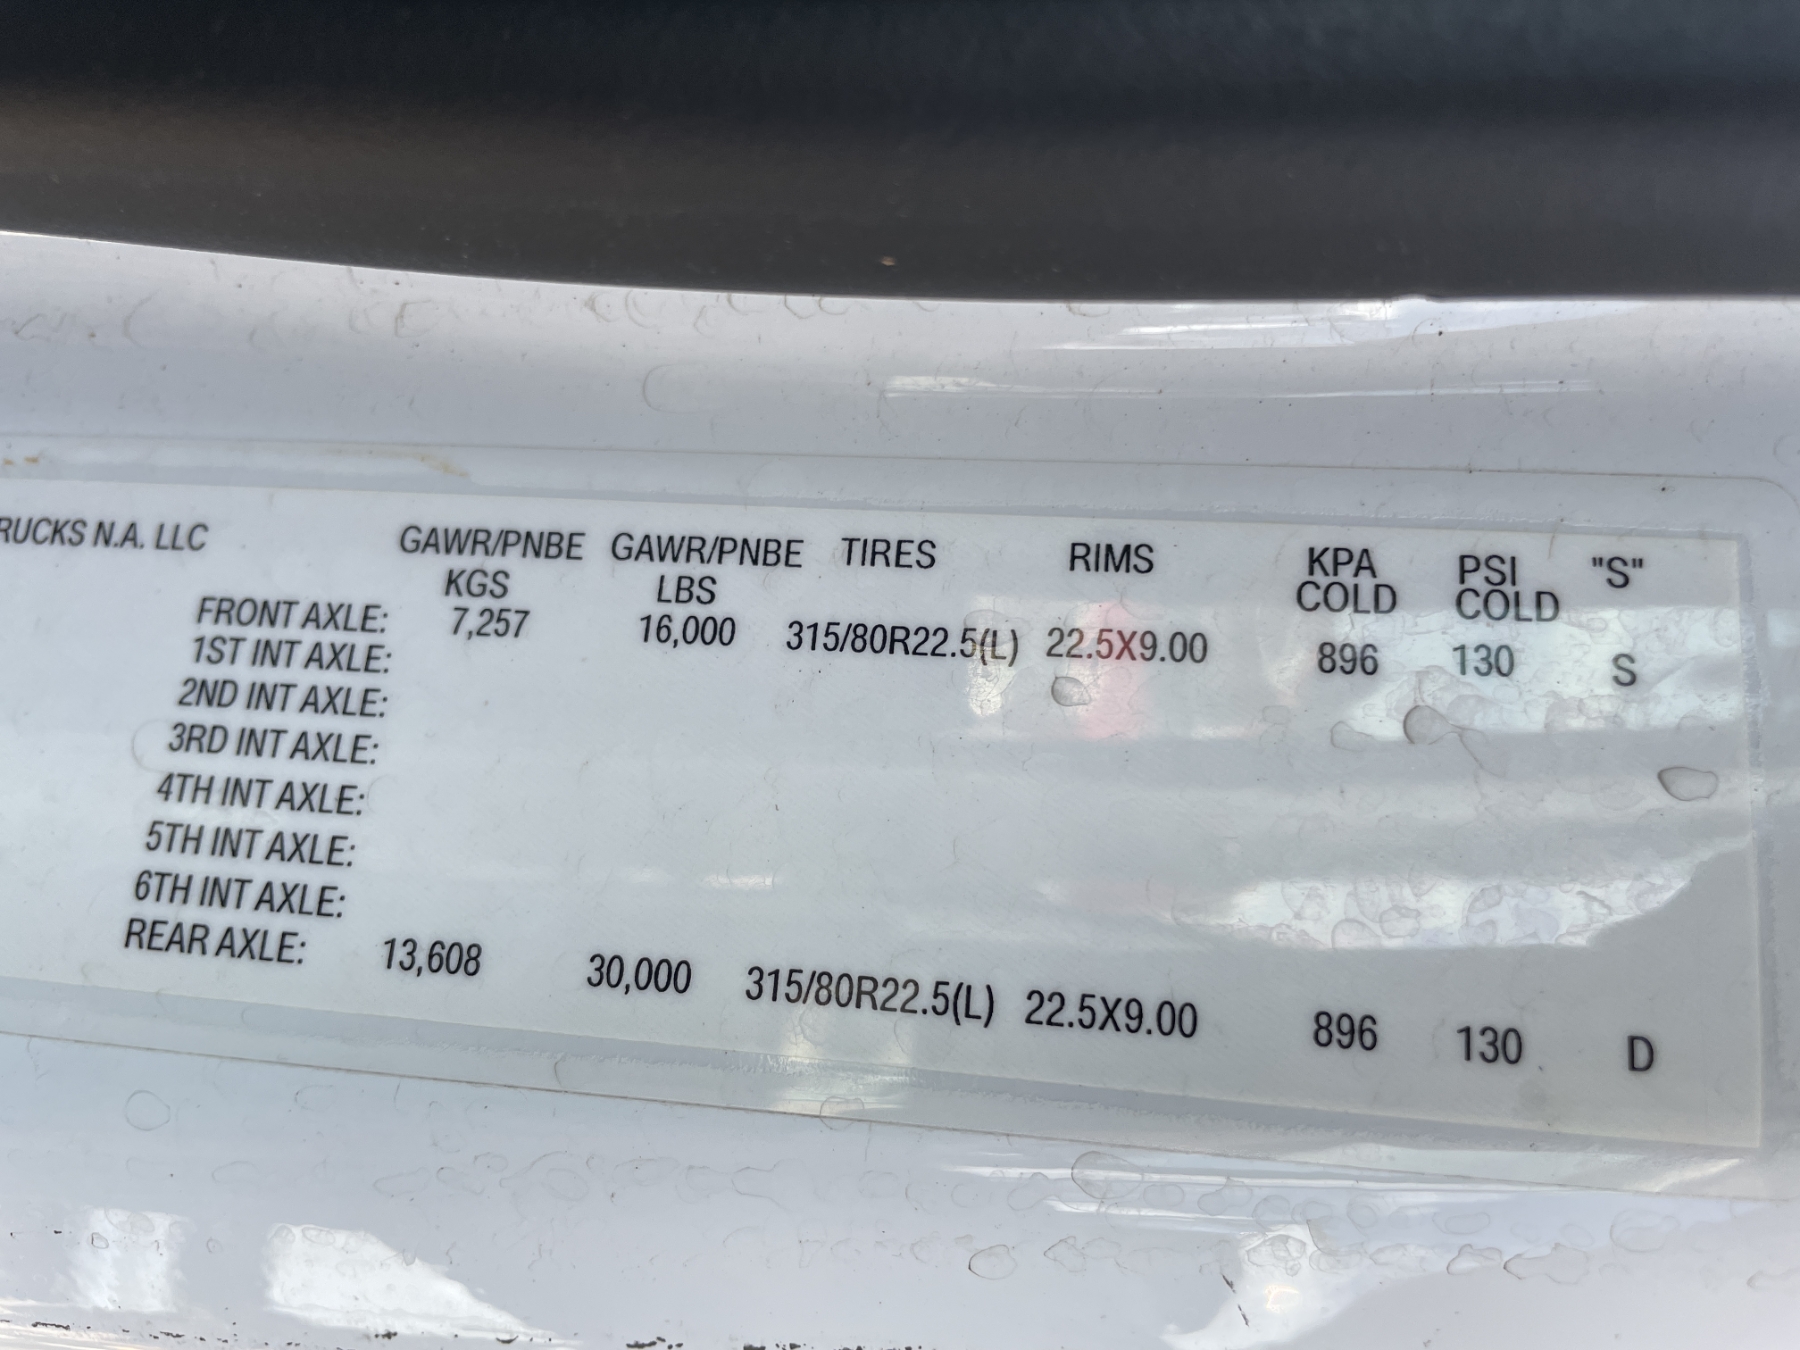 RUCKS N.A. LLC GAWR/PNBE GAWR/PNBE TIRES RIMS KPA PSI "S"
KGS LBS COLD COLD
FRONT AXLE: 7,257 16,000 315/80R22.5(L) 22.5X9.00 896 130 S
1ST INT AXLE:
2ND INT AXLE:
3RD INT AXLE:
4TH INT AXLE:
5TH INT AXLE:
6TH INT AXLE:
REAR AXLE: 13,608 30,000 315/80R22.5(L) 22.5X9.00 896 130 D